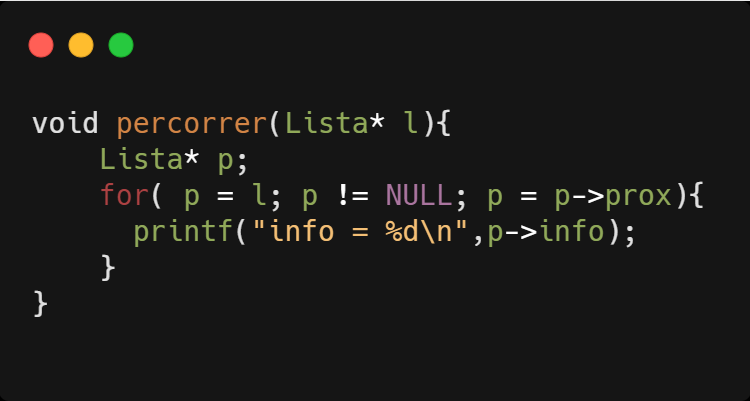 void percorrer(Lista* l){
    Lista* p;
    for( p = l; p != NULL; p = p->prox){
      printf("info = %d\n",p->info);
    }
}